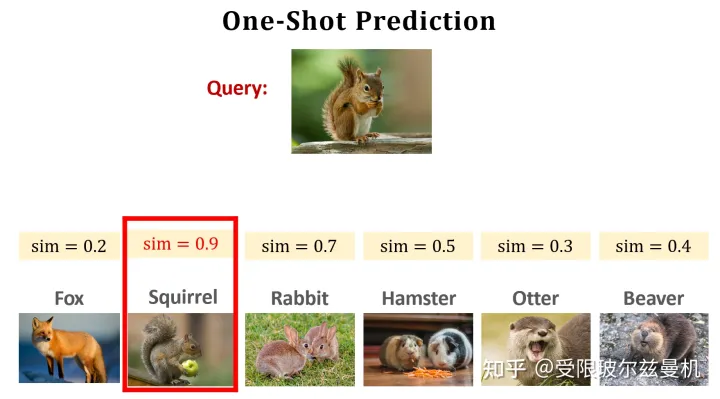 One-Shot Prediction
Query:
sim = 0.2
sim = 0.9
sim = 0.7
sim = 0.5
sim = 0.3
sim = 0.4
Fox
Squirrel
Rabbit
Hamster
Otter
Beaver
知乎 @受限玻尔兹曼机